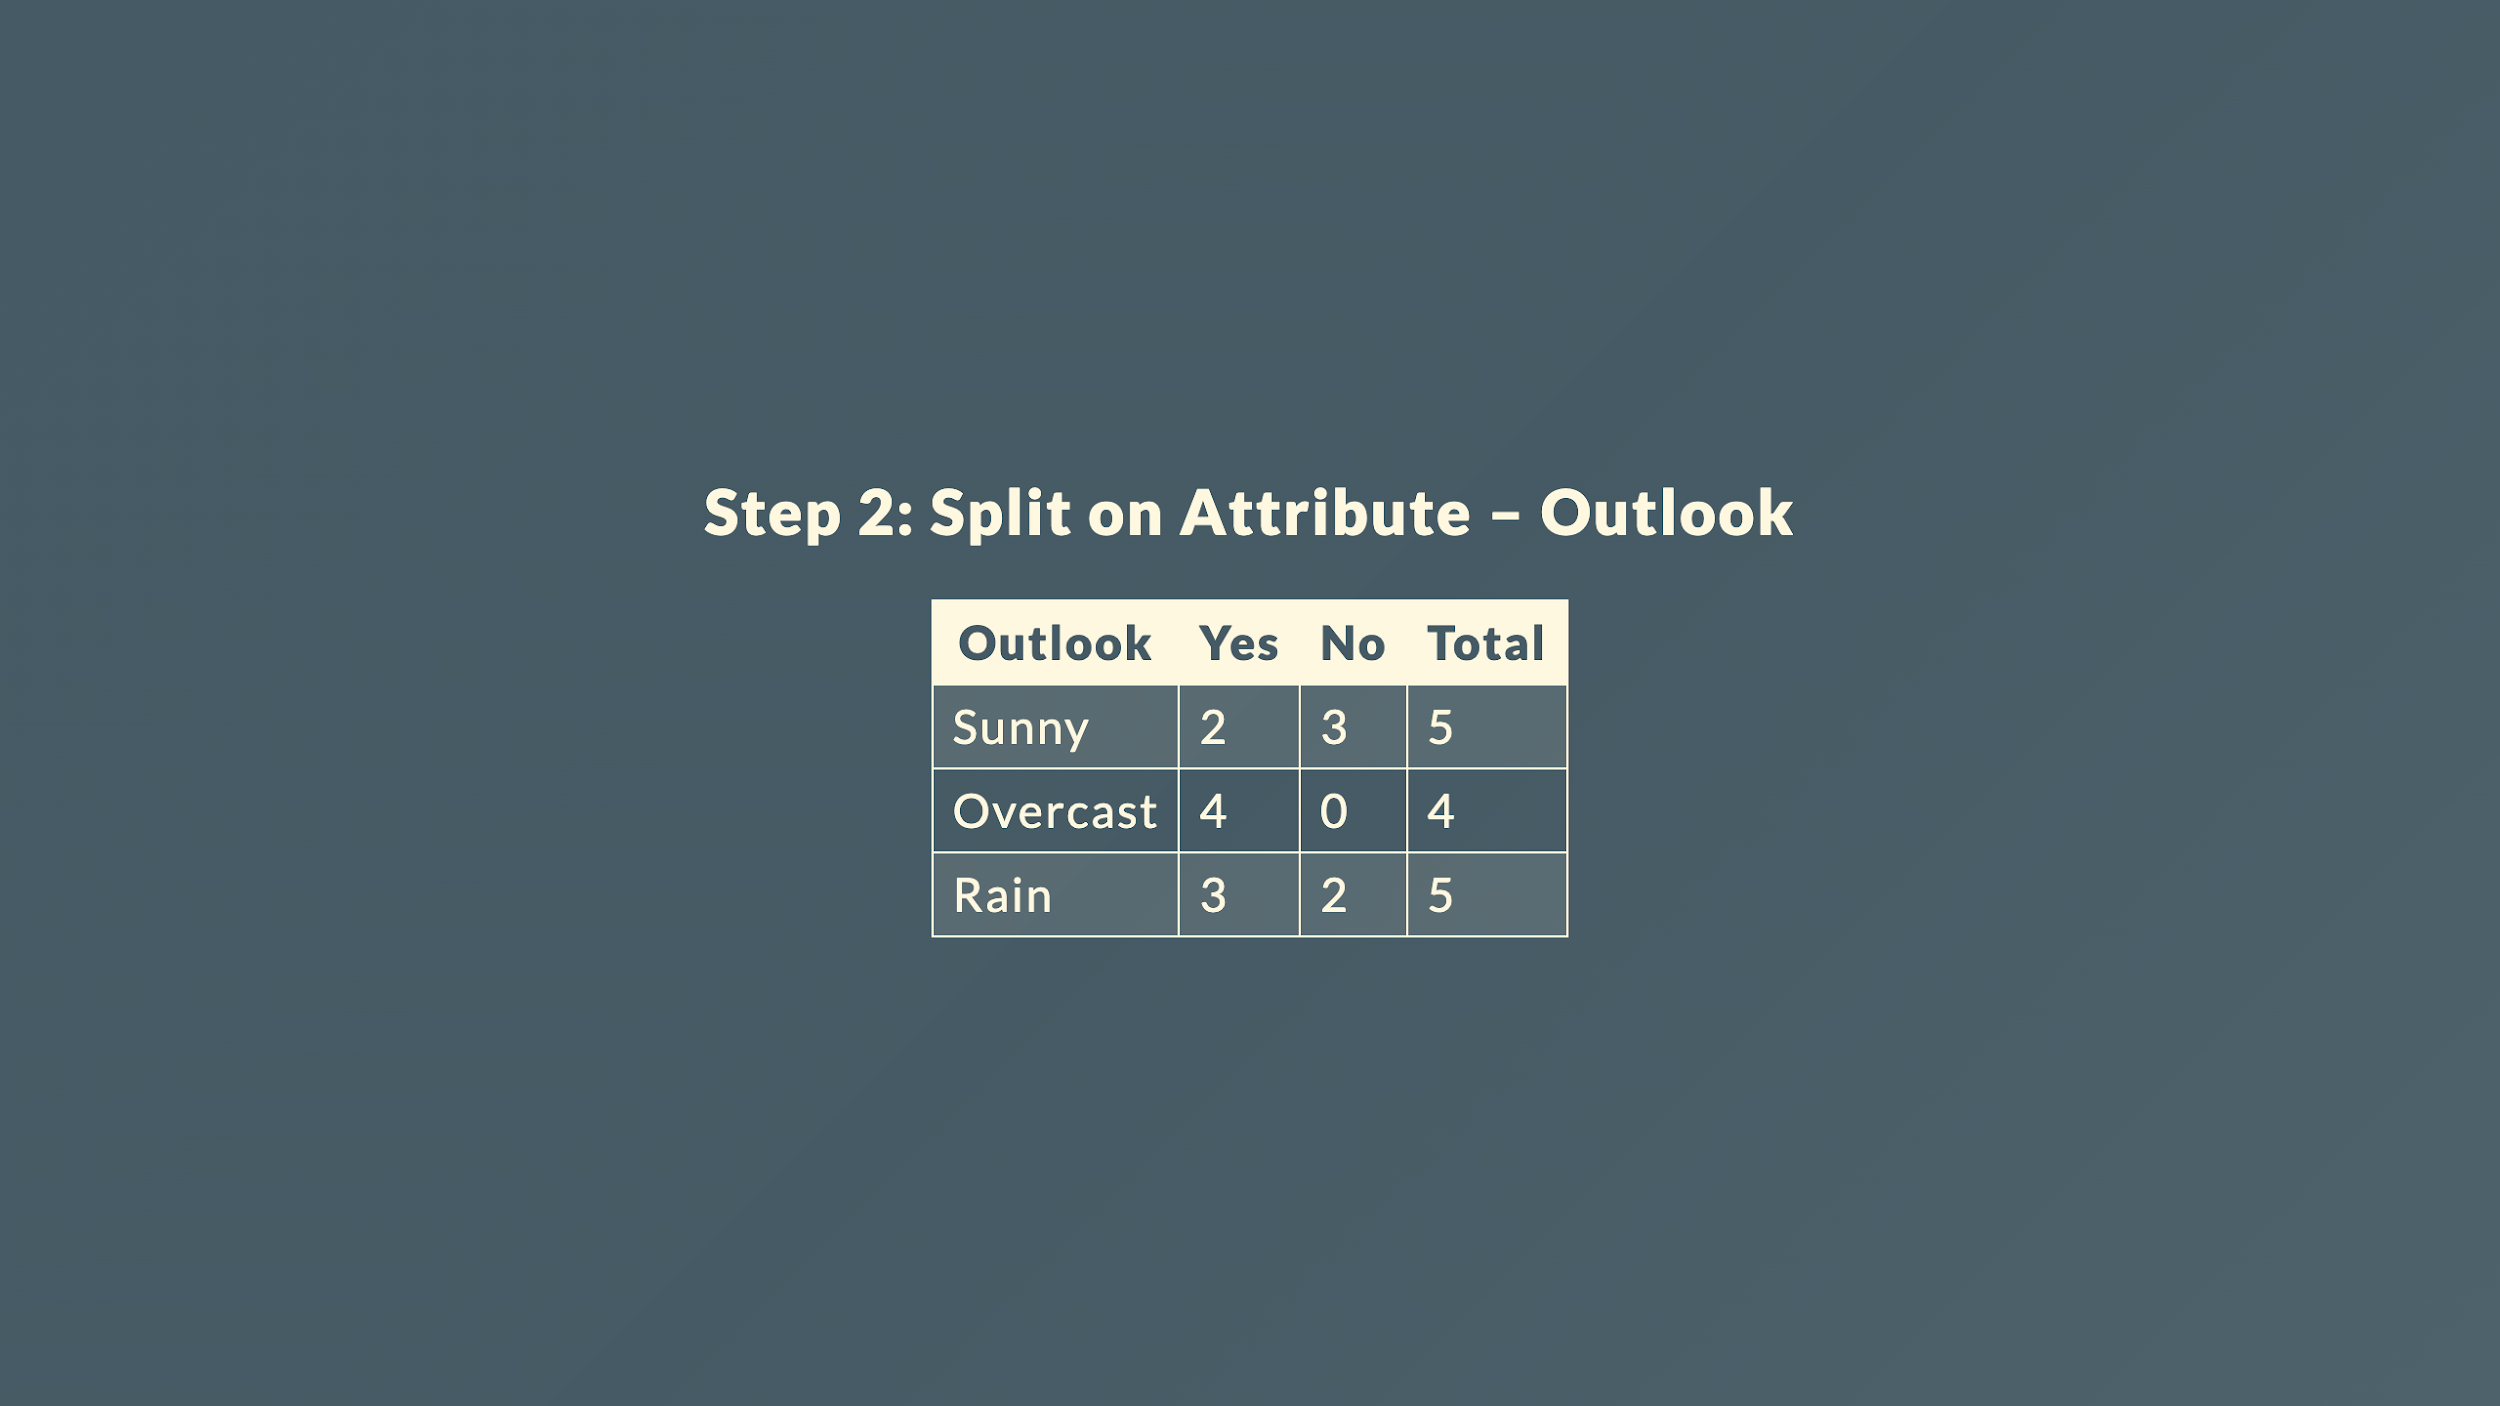 Step 2: Split on Attribute – Outlook
Outlook Yes No Total
Sunny 2 3 5
Overcast 4 0 4
Rain 3 2 5